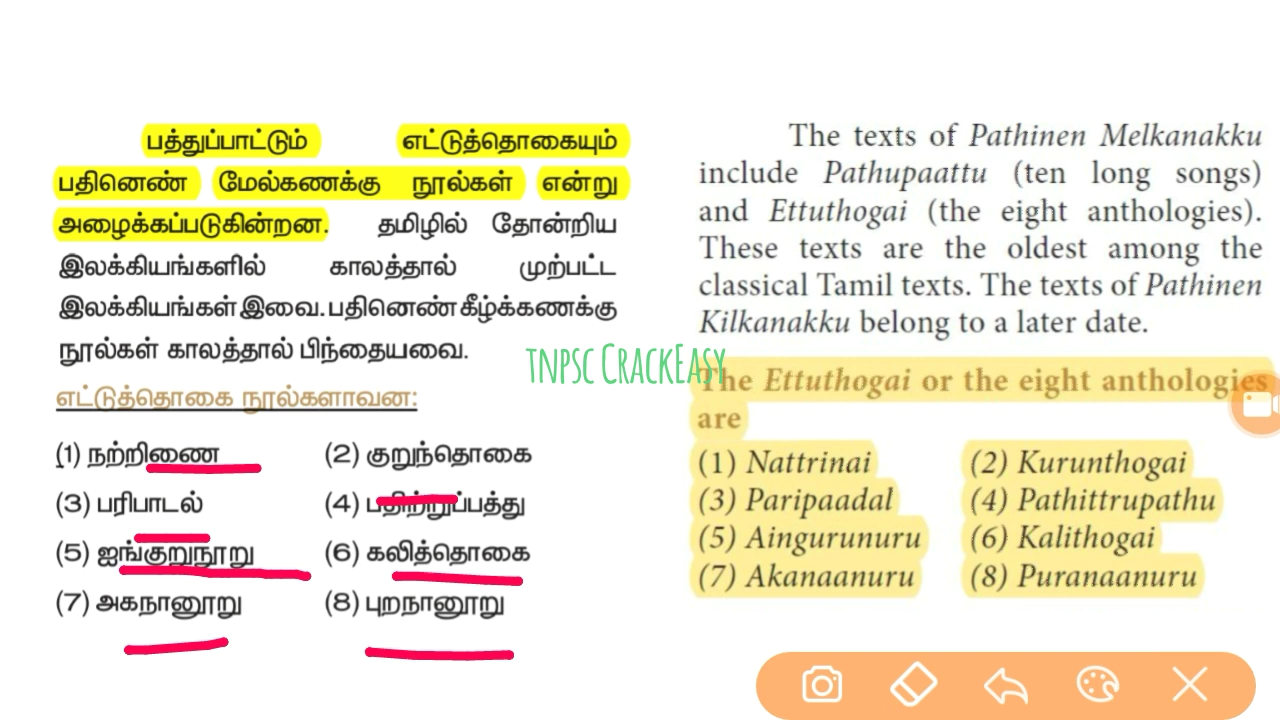 பத்துப்பாட்டும் எட்டுத்தொகையும்
பதினெண் மேல்கணக்கு நூல்கள் என்று
அழைக்கப்படுகின்றன. தமிழில் தோன்றிய
இலக்கியங்களில் காலத்தால் முற்பட்ட
இலக்கியங்கள் இவை. பதினெண் கீழ்க்கணக்கு
நூல்கள் காலத்தால் பிந்தையவை.
எட்டுத்தொகை நூல்களாவன:
(1) நற்றிணை (2) குறுந்தொகை
(3) பரிபாடல் (4) பதிற்றுப்பத்து
(5) ஐங்குறுநூறு (6) கலித்தொகை
(7) அகநானூறு (8) புறநானூறு
TNPSC CRACKEASY
The texts of Pathinen Melkanakku
include Pathupaattu (ten long songs)
and Ettuthogai (the eight anthologies).
These texts are the oldest among the
classical Tamil texts. The texts of Pathinen
Kilkanakku belong to a later date.
The Ettuthogai or the eight anthologies
are
(1) Nattrinai (2) Kurunthogai
(3) Paripaadal (4) Pathittrupathu
(5) Aingurunuru (6) Kalithogai
(7) Akanaanuru (8) Puranaanuru